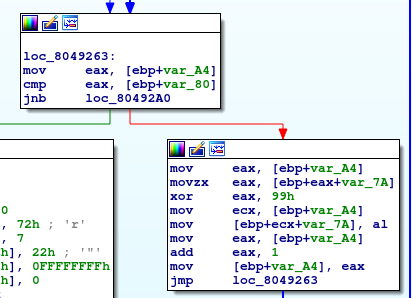 loc_8049263:
mov eax, [ebp+var_A4]
cmp eax, [ebp+var_80]
jnb loc_80492A0
0
, 72h ; 'r'
, 7
h], 22h ; '"'
h], 0FFFFFFFFh
h], 0
mov eax, [ebp+var_A4]
movzx eax, [ebp+eax+var_7A]
xor eax, 99h
mov ecx, [ebp+var_A4]
mov [ebp+ecx+var_7A], al
mov eax, [ebp+var_A4]
add eax, 1
mov [ebp+var_A4], eax
jmp loc_8049263